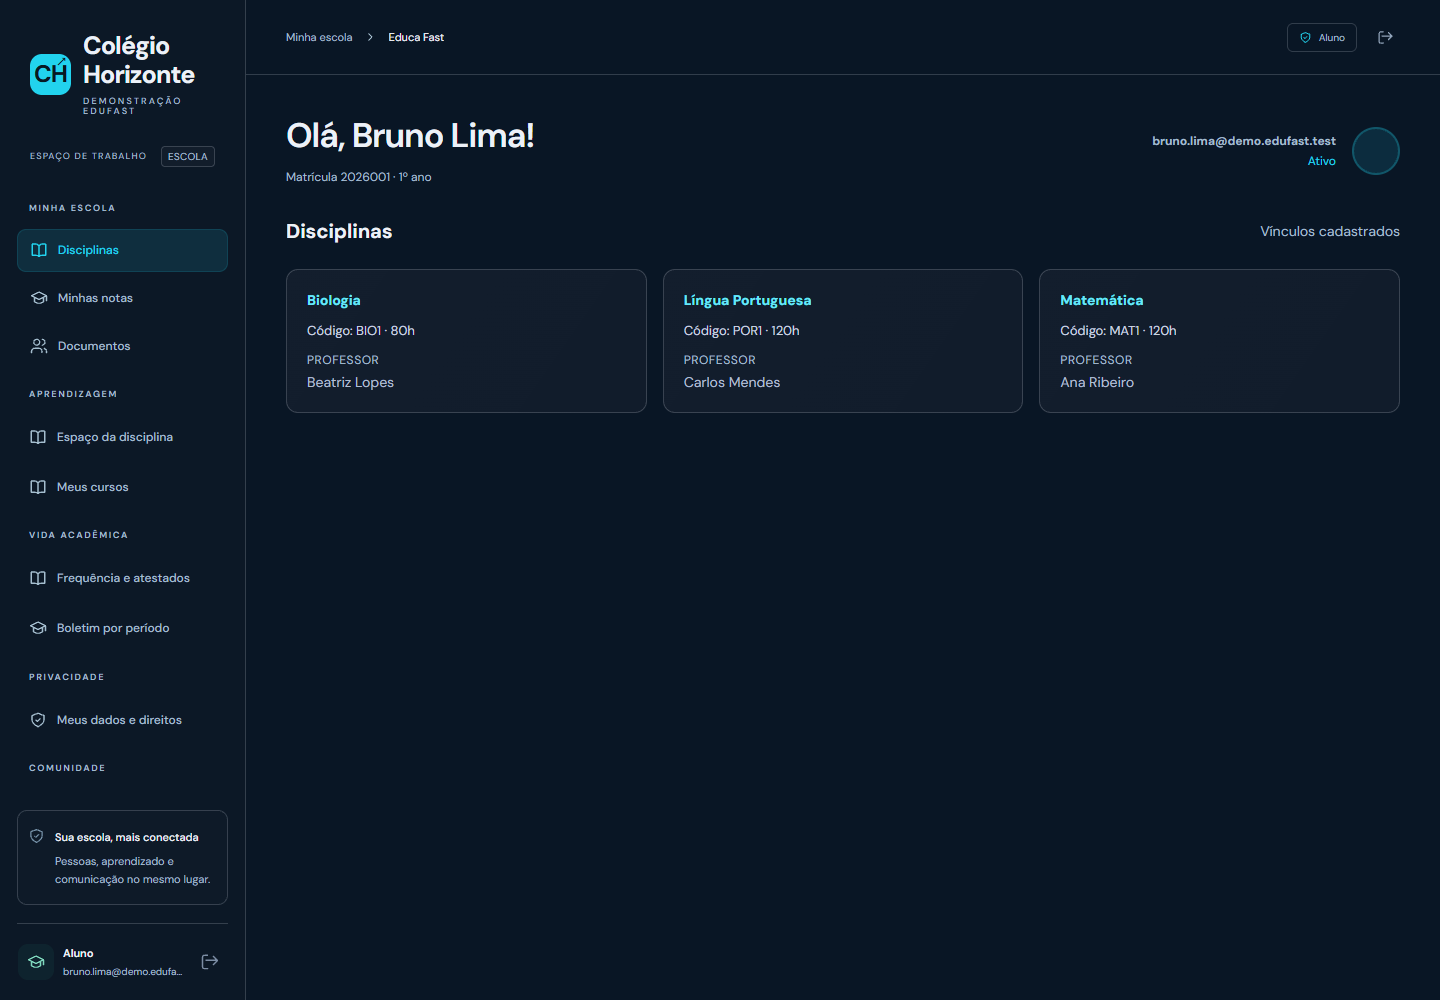 CH
Colégio
Horizonte
DEMONSTRAÇÃO
EDUFAST
ESPAÇO DE TRABALHO
ESCOLA
MINHA ESCOLA
Disciplinas
Minhas notas
Documentos
APRENDIZAGEM
Espaço da disciplina
Meus cursos
VIDA ACADÊMICA
Frequência e atestados
Boletim por período
PRIVACIDADE
Meus dados e direitos
COMUNIDADE
Sua escola, mais conectada
Pessoas, aprendizado e
comunicação no mesmo lugar.
Aluno
bruno.lima@demo.edufa...
Minha escola > Educa Fast
Aluno
Olá, Bruno Lima!
Matrícula 2026001 · 1º ano
bruno.lima@demo.edufast.test
Ativo
Disciplinas
Vínculos cadastrados
Biologia
Código: BIO1 · 80h
PROFESSOR
Beatriz Lopes
Língua Portuguesa
Código: POR1 · 120h
PROFESSOR
Carlos Mendes
Matemática
Código: MAT1 · 120h
PROFESSOR
Ana Ribeiro